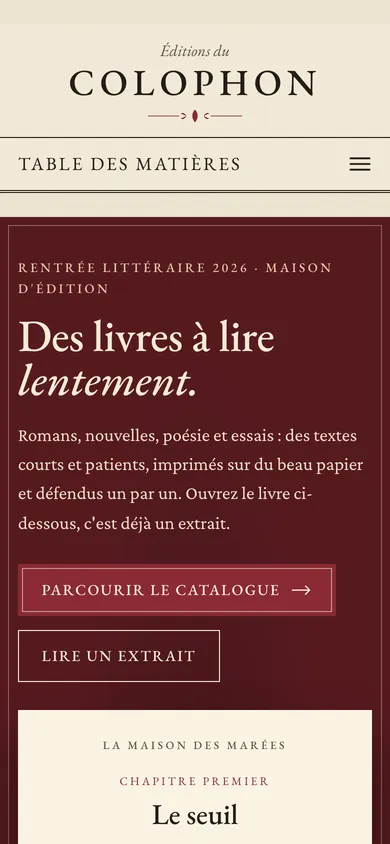 Éditions du
COLOPHON
TABLE DES MATIÈRES
RENTRÉE LITTÉRAIRE 2026 · MAISON
D'ÉDITION
Des livres à lire
lentement.
Romans, nouvelles, poésie et essais : des textes
courts et patients, imprimés sur du beau papier
et défendus un par un. Ouvrez le livre ci-
dessous, c'est déjà un extrait.
PARCOURIR LE CATALOGUE →
LIRE UN EXTRAIT
LA MAISON DES MARÉES
CHAPITRE PREMIER
Le seuil